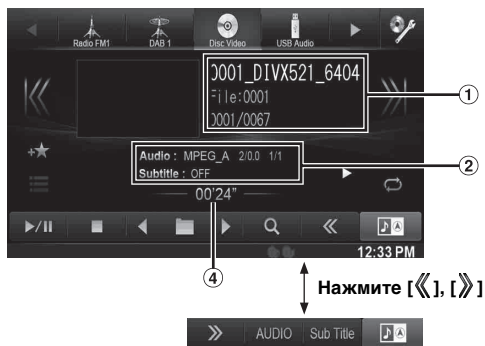 Radio FM1 DAB 1 Disc Video USB Audio
0001_DIVX521_6404
File:0001
0001/0067
1
Audio : MPEG_A 2/0.0 1/1
Subtitle : OFF
2
00'24"
12:33 PM
4
Нажмите [《], [》]
AUDIO Sub Title